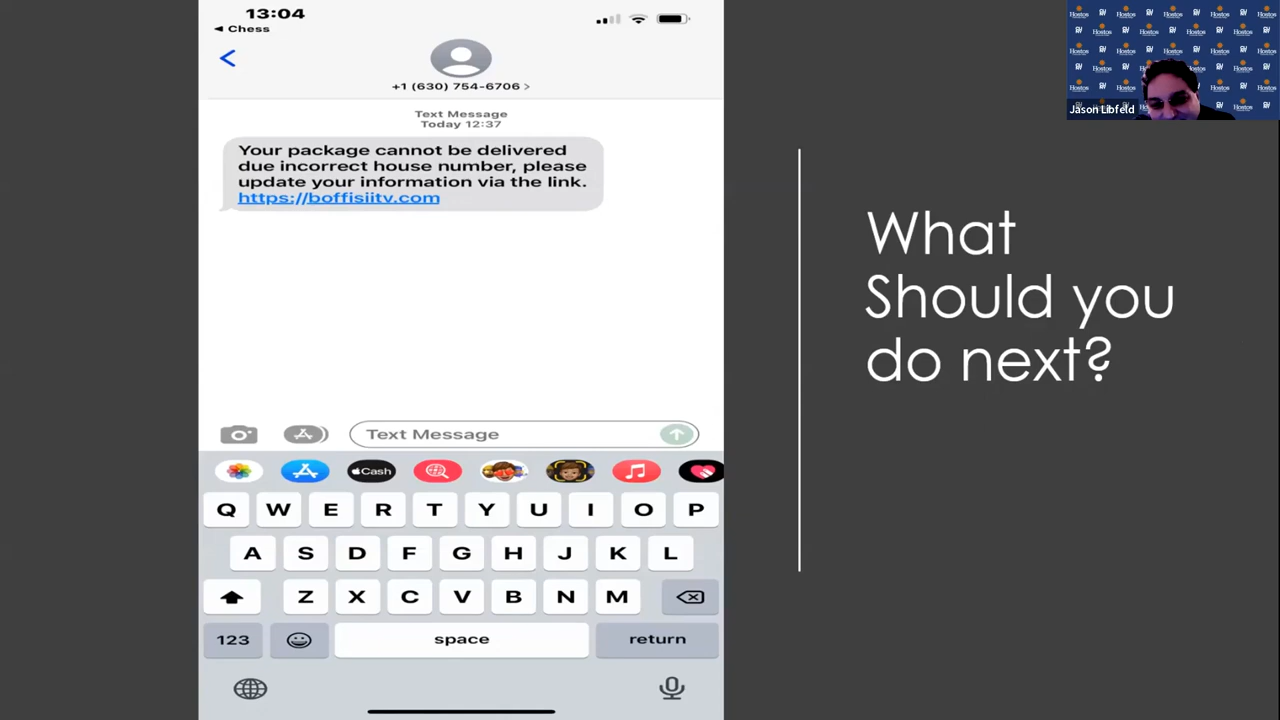 13:04
Chess
+1 (630) 754-6706
Text Message
Today 12:37
Your package cannot be delivered
due incorrect house number, please
update your information via the link.
https://boffisiitv.com
Text Message
Cash
Q W E R T Y U I O P
A S D F G H J K L
Z X C V B N M
123 space return
What
Should you
do next?
Hostos
Jason Libfeld